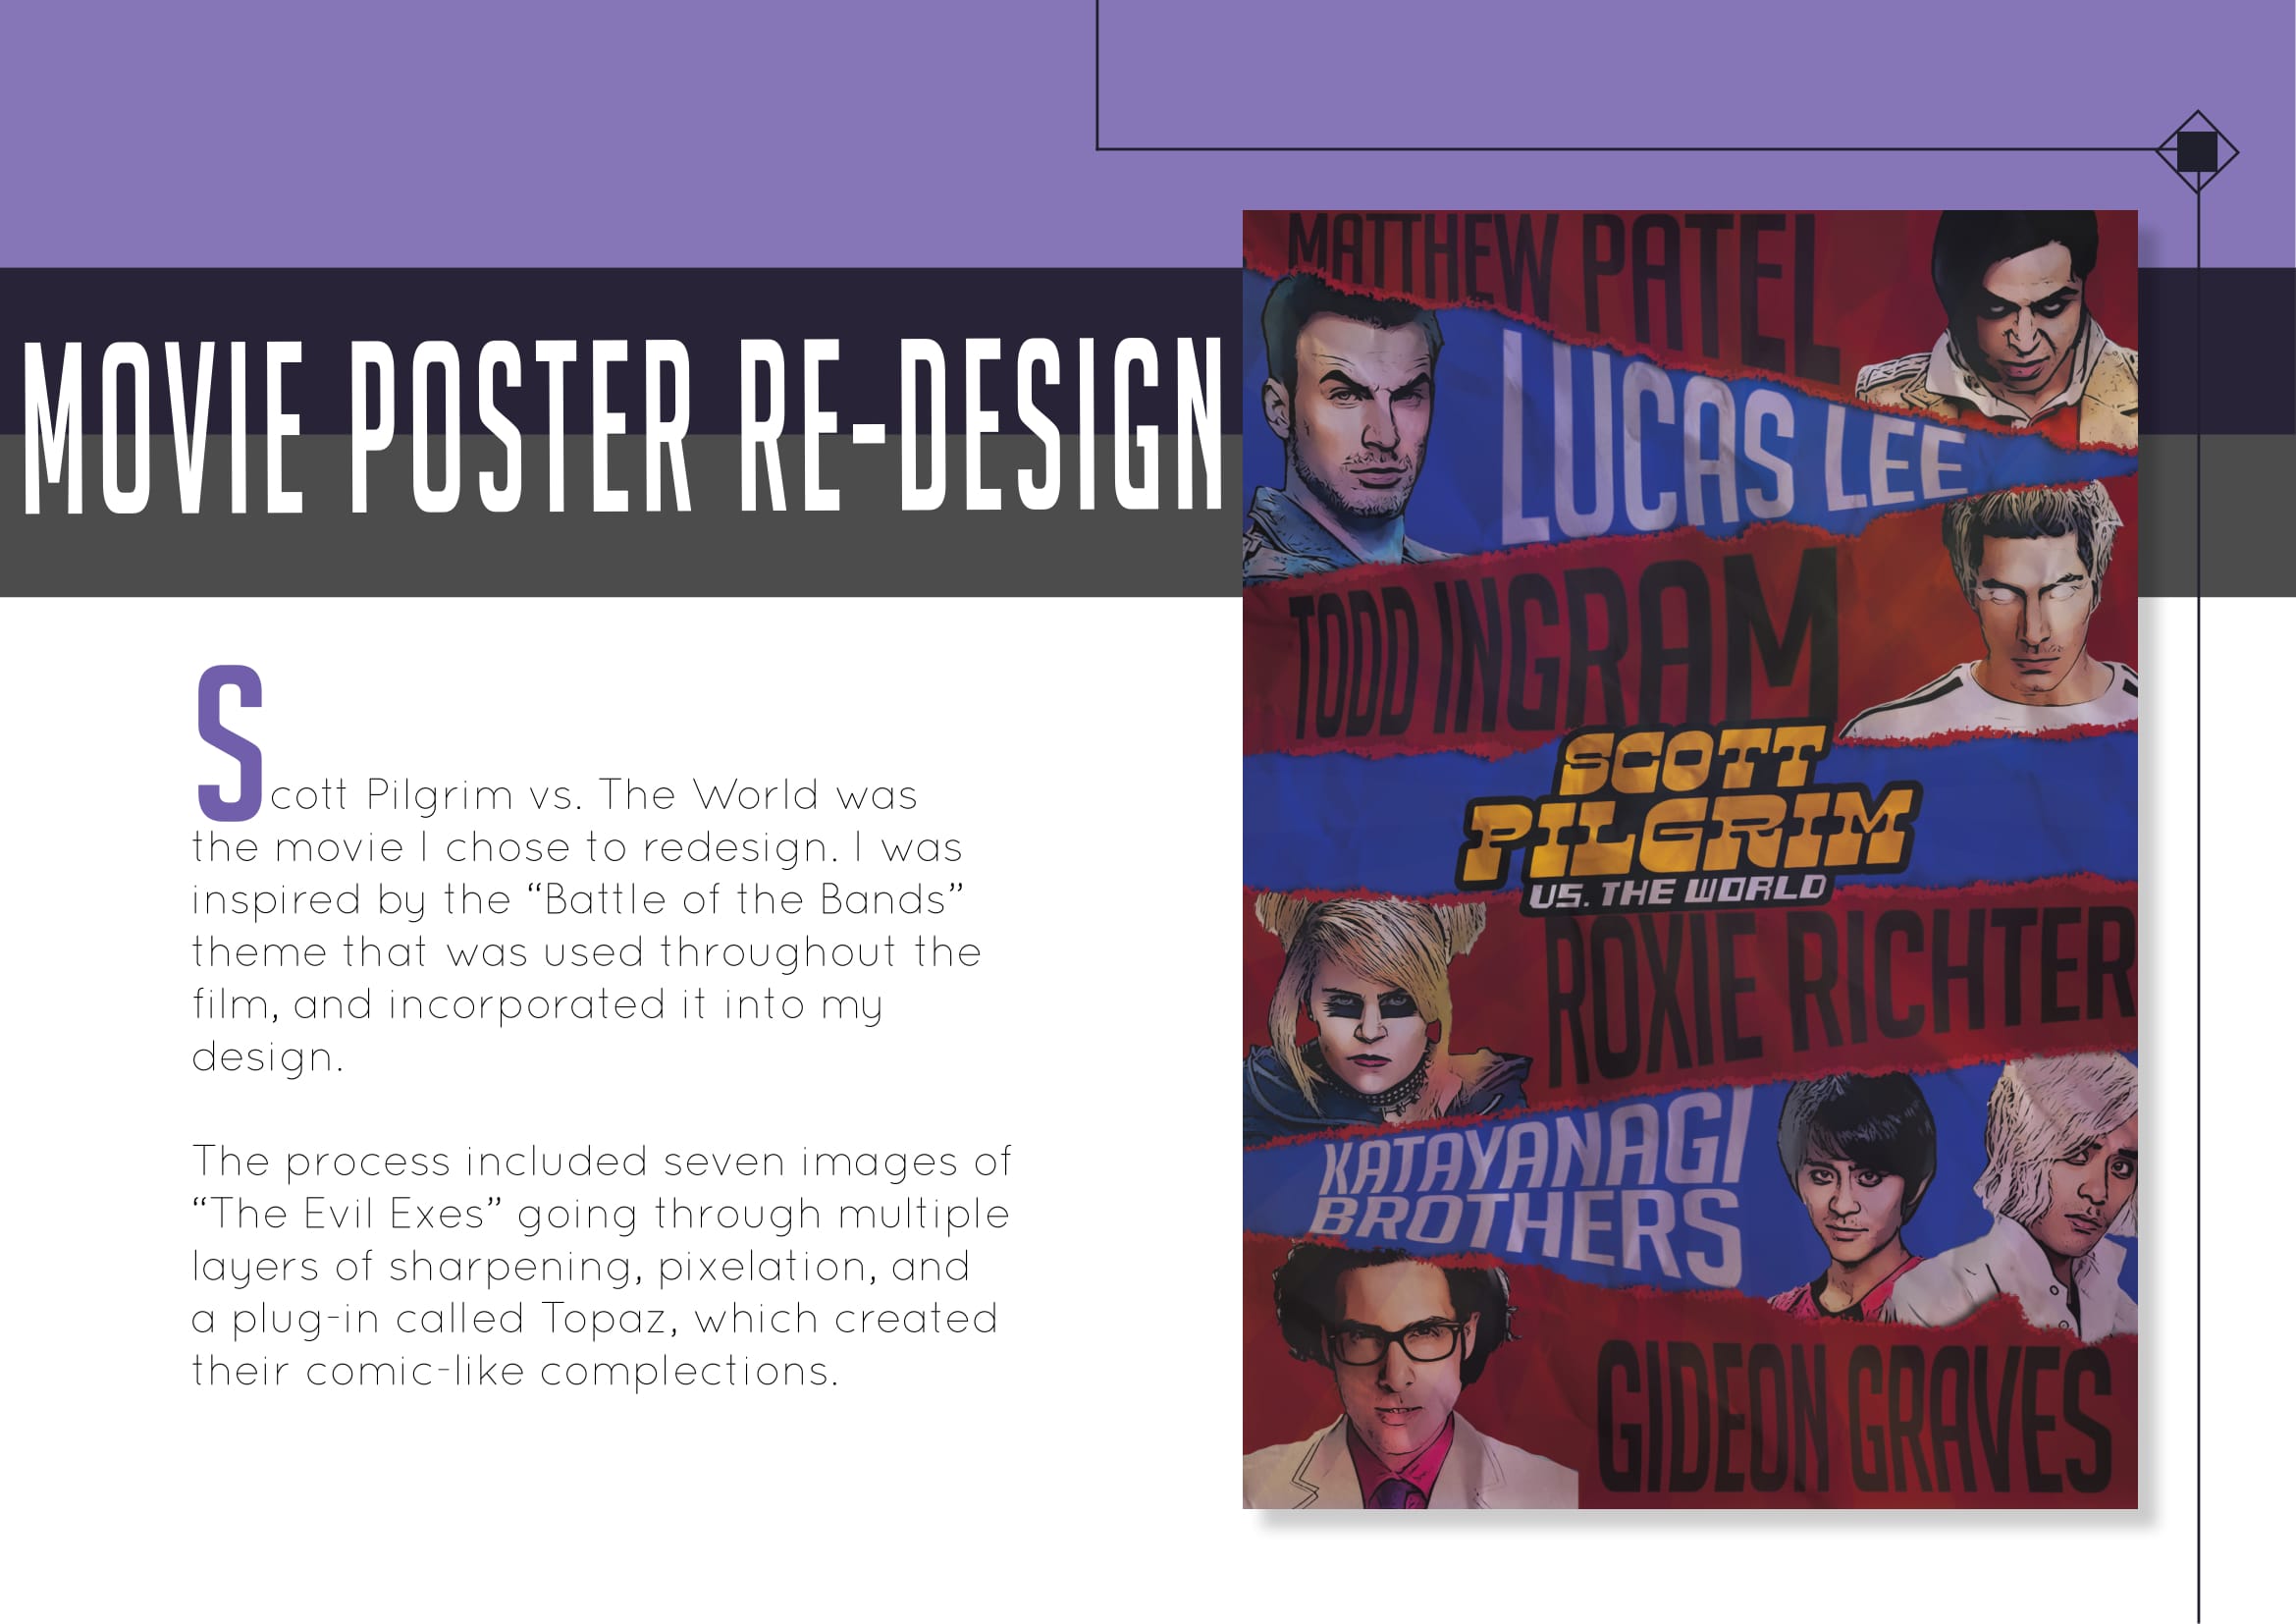 MOVIE POSTER RE-DESIGN
Scott Pilgrim vs. The World was
the movie I chose to redesign. I was
inspired by the “Battle of the Bands”
theme that was used throughout the
film, and incorporated it into my
design.
The process included seven images of
“The Evil Exes” going through multiple
layers of sharpening, pixelation, and
a plug-in called Topaz, which created
their comic-like complections.
MATTHEW PATEL
LUCAS LEE
TODD INGRAM
SCOTT
PILGRIM
VS. THE WORLD
ROXIE RICHTER
KATAYANAGI
BROTHERS
GIDEON GRAVES